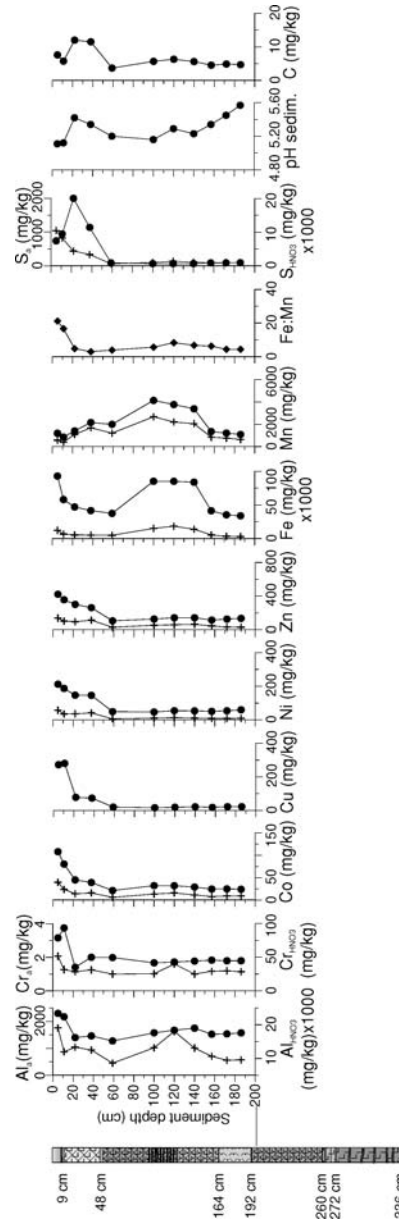 9 cm
48 cm
164 cm
192 cm
260 cm
272 cm
Sediment depth (cm)
0
20
40
60
80
100
120
140
160
180
200
Al_a (mg/kg)
0 2000
10 20
Al_HNO3
(mg/kg)x1000
Cr_a (mg/kg)
2 4
0 50 100
Cr_HNO3
(mg/kg)
0 50 100 150
Co (mg/kg)
0 200 400
Cu (mg/kg)
0 200 400
Ni (mg/kg)
0 400 800
Zn (mg/kg)
0 50 100
Fe (mg/kg)
x1000
0 2000 6000
Mn (mg/kg)
0 20 40
Fe:Mn
S_a (mg/kg)
0 1000 2000
0 10 20
S_HNO3 (mg/kg)
x1000
4.80 5.20 5.60
pH sedim.
0 10 20
C (mg/kg)